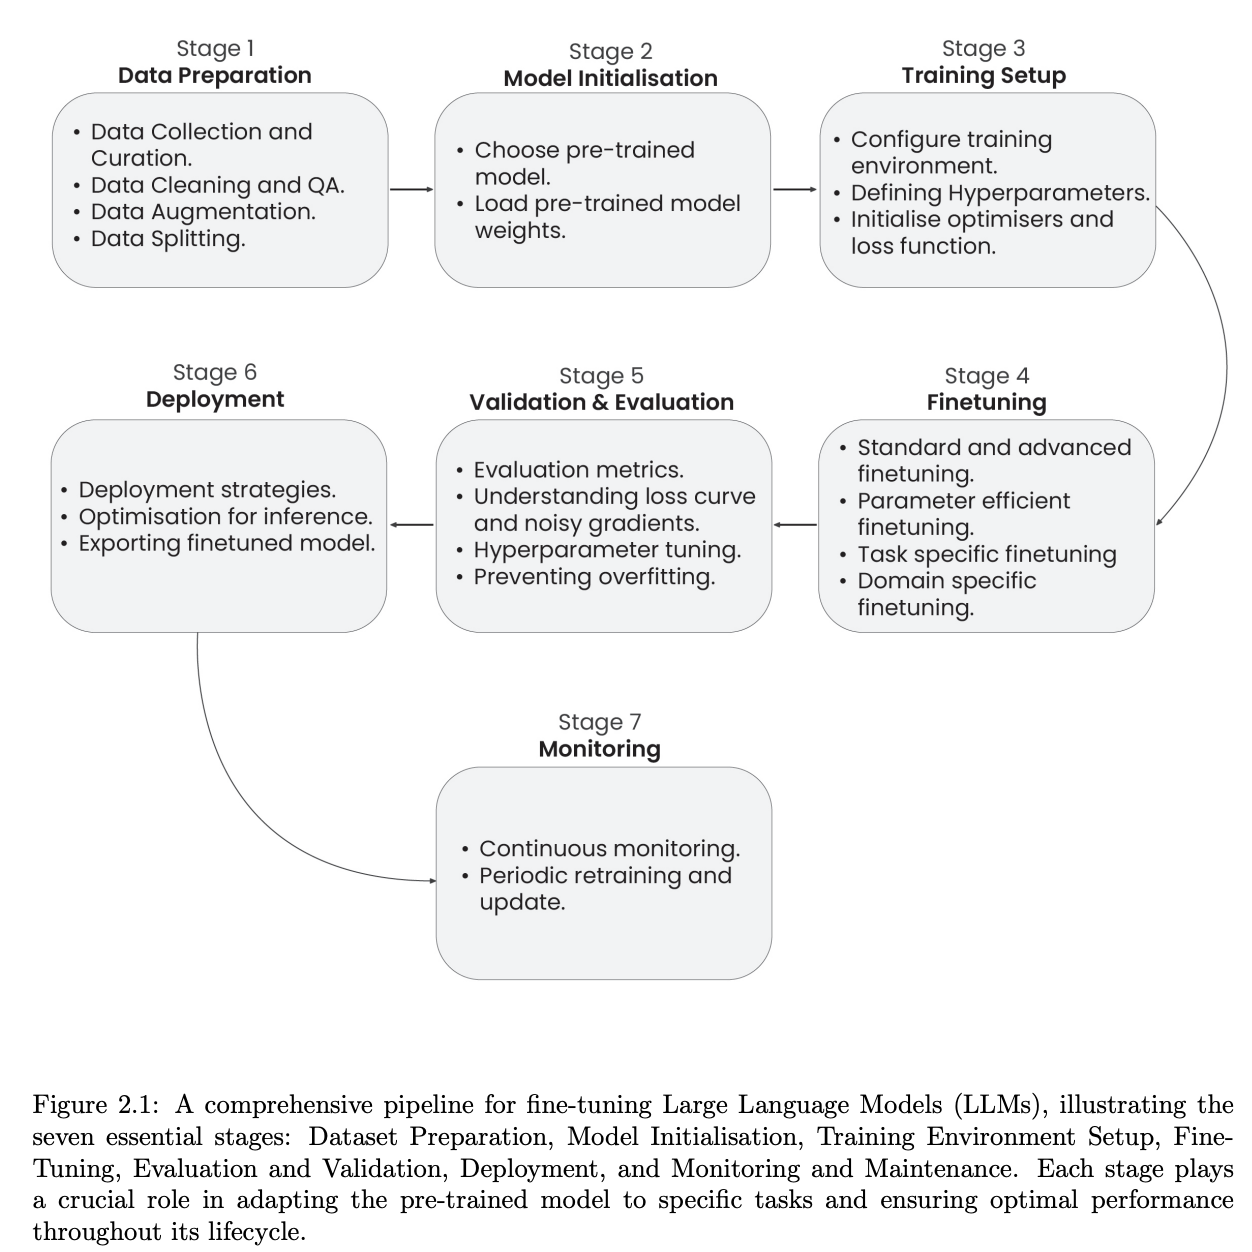 Stage 1
Data Preparation
• Data Collection and
Curation.
• Data Cleaning and QA.
• Data Augmentation.
• Data Splitting.
Stage 2
Model Initialisation
• Choose pre-trained
model.
• Load pre-trained model
weights.
Stage 3
Training Setup
• Configure training
environment.
• Defining Hyperparameters.
• Initialise optimisers and
loss function.
Stage 4
Finetuning
• Standard and advanced
finetuning.
• Parameter efficient
finetuning.
• Task specific finetuning
• Domain specific
finetuning.
Stage 5
Validation & Evaluation
• Evaluation metrics.
• Understanding loss curve
and noisy gradients.
• Hyperparameter tuning.
• Preventing overfitting.
Stage 6
Deployment
• Deployment strategies.
• Optimisation for inference.
• Exporting finetuned model.
Stage 7
Monitoring
• Continuous monitoring.
• Periodic retraining and
update.
Figure 2.1: A comprehensive pipeline for fine-tuning Large Language Models (LLMs), illustrating the
seven essential stages: Dataset Preparation, Model Initialisation, Training Environment Setup, Fine-
Tuning, Evaluation and Validation, Deployment, and Monitoring and Maintenance. Each stage plays
a crucial role in adapting the pre-trained model to specific tasks and ensuring optimal performance
throughout its lifecycle.